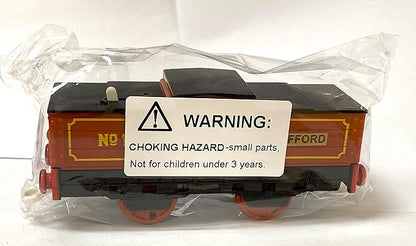 WARNING:
CHOKING HAZARD-small parts,
Not for children under 3 years.
No
FFORD